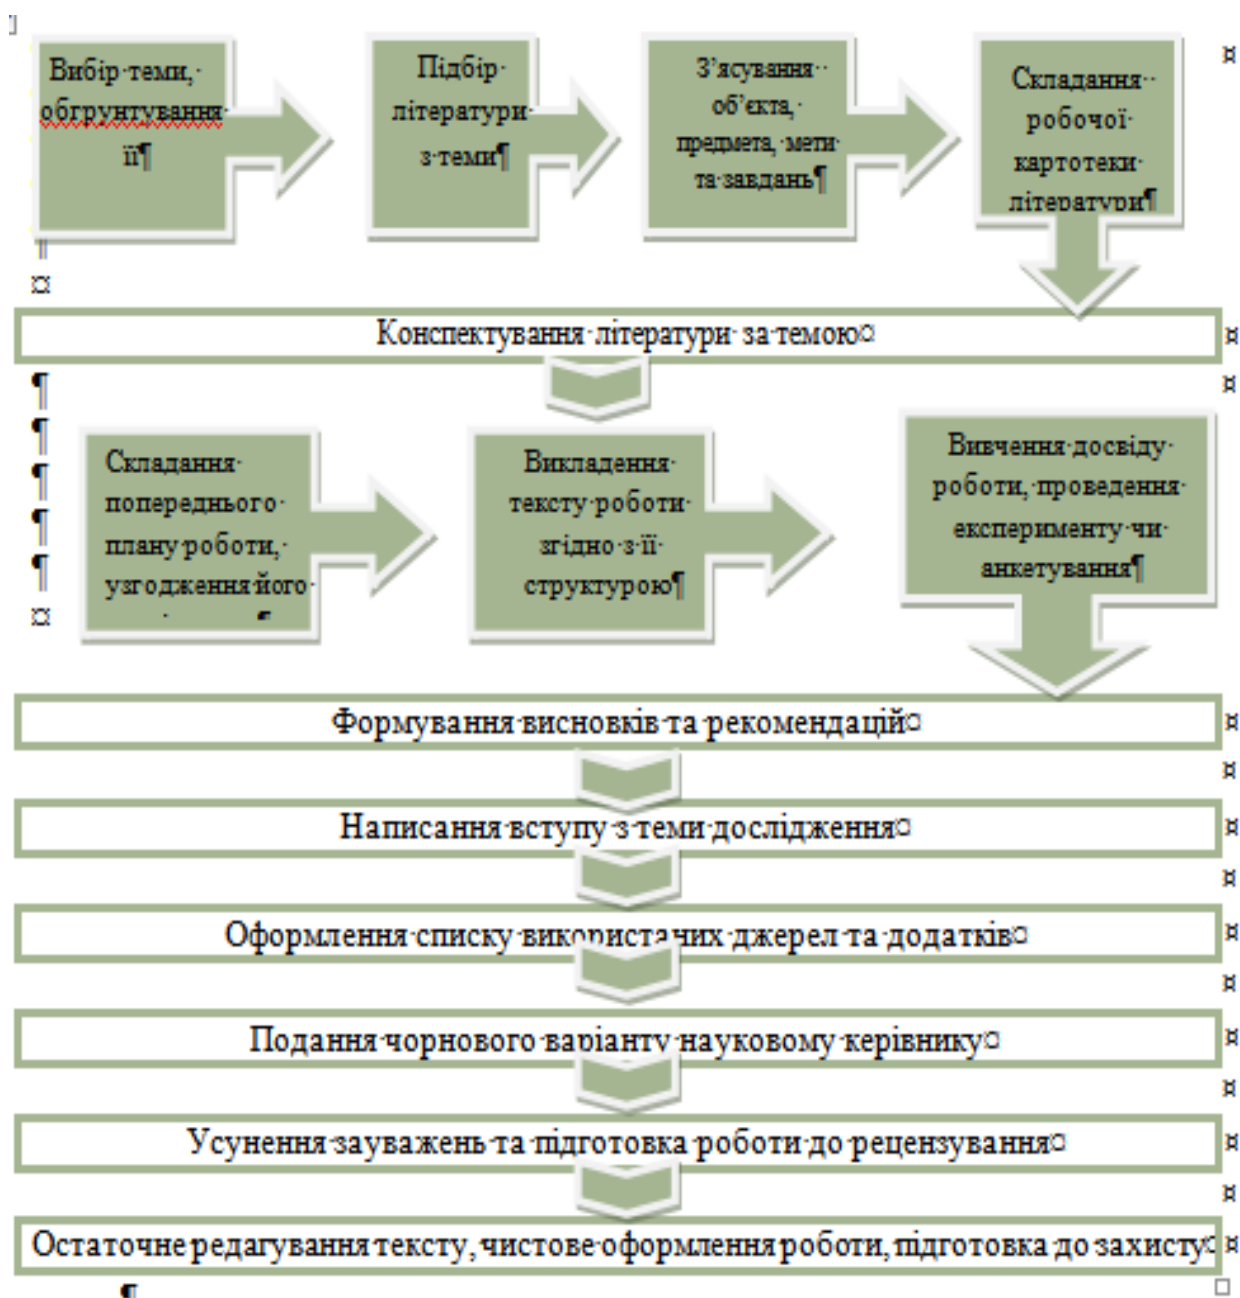 Вибір теми,
обгрунтування
її
Підбір
літератури
з теми
З’ясування
об’єкта,
предмета, мети
та завдань
Складання
робочої
картотеки
літератури
Конспектування літератури за темою
Складання
попереднього
плану роботи,
узгодження його
Викладення
тексту роботи
згідно з її
структурою
Вивчення досвіду
роботи, проведення
експерименту чи
анкетування
Формування висновків та рекомендацій
Написання вступу з теми дослідження
Оформлення списку використаних джерел та додатків
Подання чорнового варіанту науковому керівнику
Усунення зауважень та підготовка роботи до рецензування
Остаточне редагування тексту, чистове оформлення роботи, підготовка до захисту